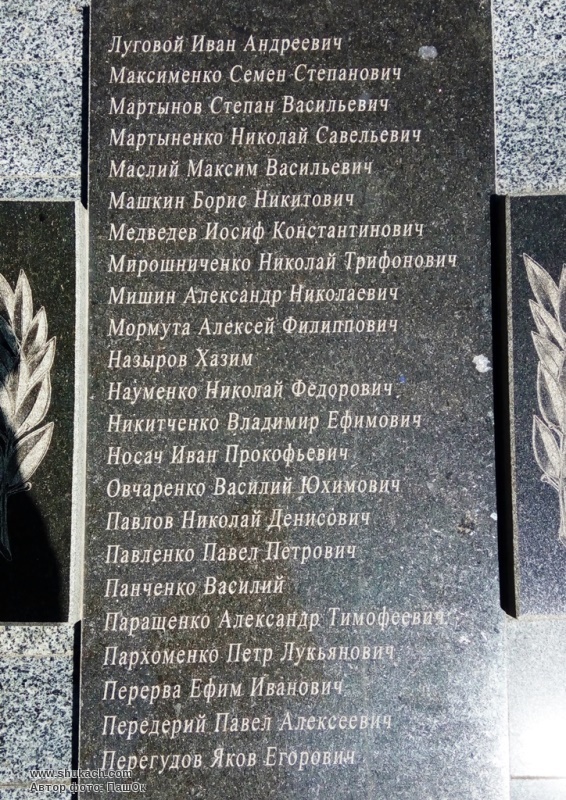 Луговой Иван Андреевич
Максименко Семен Степанович
Мартынов Степан Васильевич
Мартыненко Николай Савельевич
Маслий Максим Васильевич
Машкин Борис Никитович
Медведев Иосиф Константинович
Мирошниченко Николай Трифонович
Мишин Александр Николаевич
Мормута Алексей Филиппович
Назыров Хазим
Науменко Николай Федорович
Никитченко Владимир Ефимович
Носач Иван Прокофьевич
Овчаренко Василий Юхимович
Павлов Николай Денисович
Павленко Павел Петрович
Панченко Василий
Паращенко Александр Тимофеевич
Пархоменко Петр Лукьянович
Перерва Ефим Иванович
Передерий Павел Алексеевич
Перегудов Яков Егорович
www.shukach.com
Автор фото: ПашОк